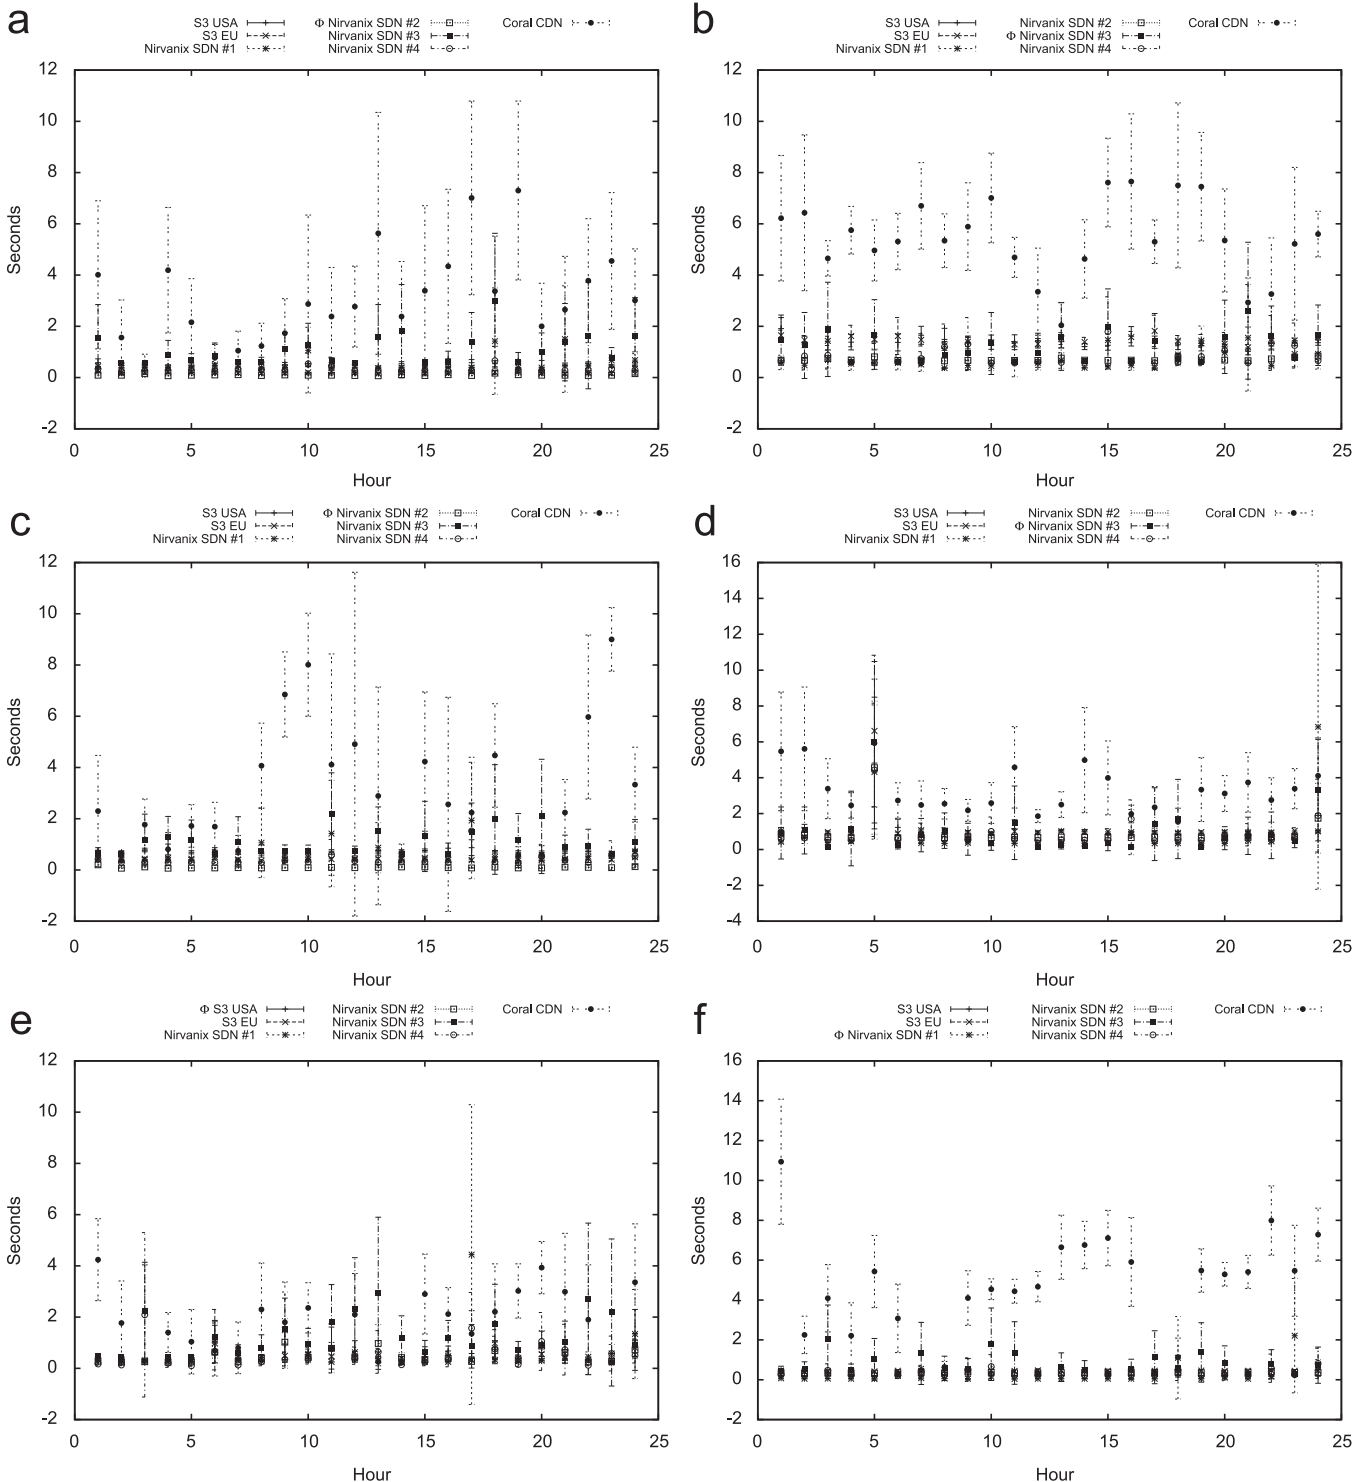 a
S3 USA
S3 EU
Nirvanix SDN #1
Φ Nirvanix SDN #2
Nirvanix SDN #3
Nirvanix SDN #4
Coral CDN
12
10
8
6
4
2
0
-2
Seconds
0 5 10 15 20 25
Hour
b
S3 USA
S3 EU
Nirvanix SDN #1
Nirvanix SDN #2
Φ Nirvanix SDN #3
Nirvanix SDN #4
Coral CDN
12
10
8
6
4
2
0
-2
Seconds
0 5 10 15 20 25
Hour
c
S3 USA
S3 EU
Nirvanix SDN #1
Φ Nirvanix SDN #2
Nirvanix SDN #3
Nirvanix SDN #4
Coral CDN
12
10
8
6
4
2
0
-2
Seconds
0 5 10 15 20 25
Hour
d
S3 USA
S3 EU
Nirvanix SDN #1
Nirvanix SDN #2
Φ Nirvanix SDN #3
Nirvanix SDN #4
Coral CDN
16
14
12
10
8
6
4
2
0
-2
-4
Seconds
0 5 10 15 20 25
Hour
e
Φ S3 USA
S3 EU
Nirvanix SDN #1
Nirvanix SDN #2
Nirvanix SDN #3
Nirvanix SDN #4
Coral CDN
12
10
8
6
4
2
0
-2
Seconds
0 5 10 15 20 25
Hour
f
S3 USA
S3 EU
Φ Nirvanix SDN #1
Nirvanix SDN #2
Nirvanix SDN #3
Nirvanix SDN #4
Coral CDN
16
14
12
10
8
6
4
2
0
-2
Seconds
0 5 10 15 20 25
Hour